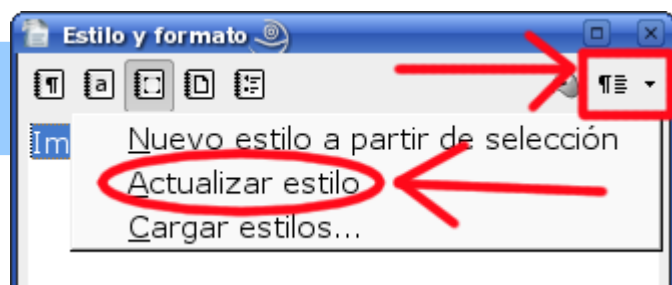 Estilo y formato
Im
Nuevo estilo a partir de selección
Actualizar estilo
Cargar estilos...